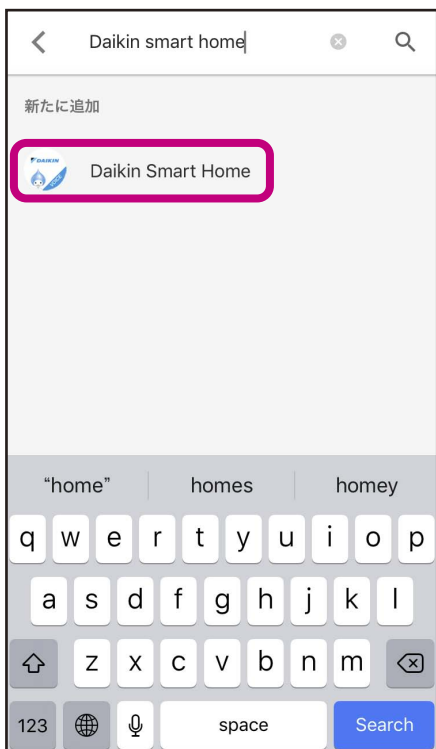 Daikin smart home
新たに追加
DAIKIN
Daikin Smart Home
“home” homes homey
q w e r t y u i o p
a s d f g h j k l
z x c v b n m
123 space Search